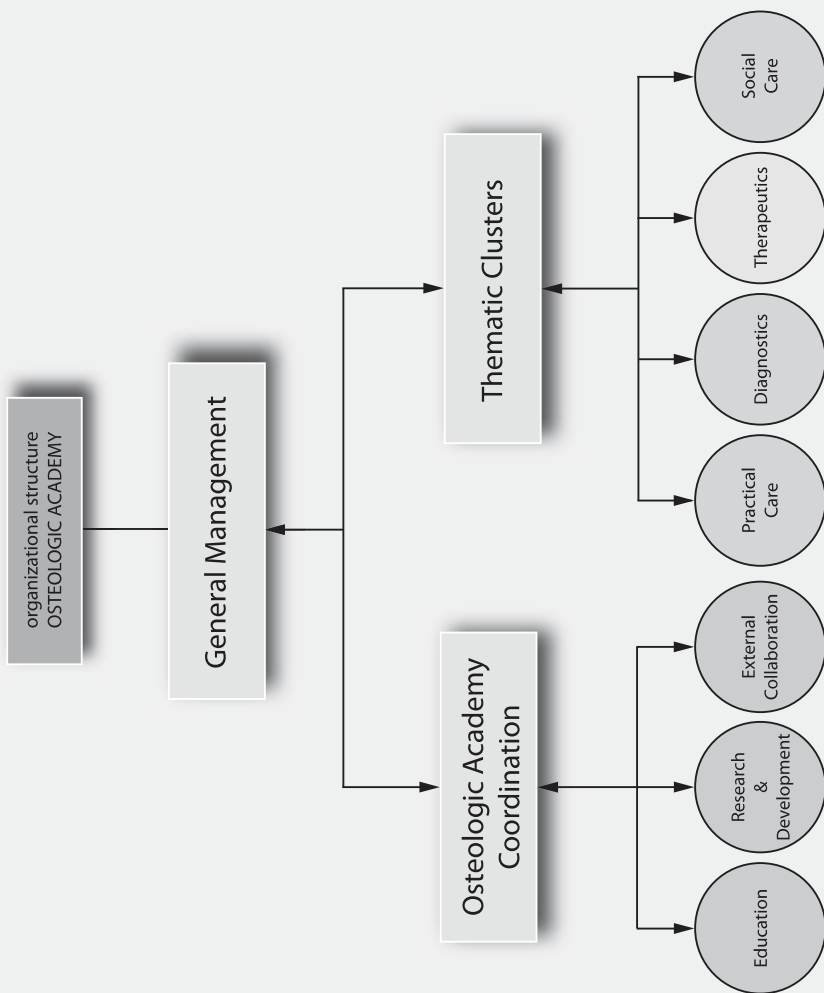 organizational structure
OSTEOLOGIC ACADEMY
General Management
Osteologic Academy
Coordination
Thematic Clusters
Education
Research
&
Development
External
Collaboration
Practical
Care
Diagnostics
Therapeutics
Social
Care